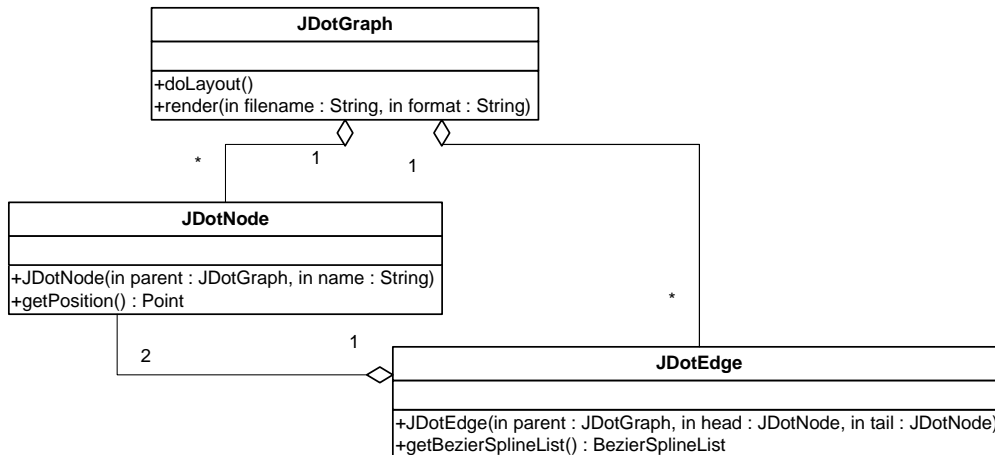 JDotGraph
+doLayout()
+render(in filename : String, in format : String)
1
1
*
JDotNode
+JDotNode(in parent : JDotGraph, in name : String)
+getPosition() : Point
*
2
1
JDotEdge
+JDotEdge(in parent : JDotGraph, in head : JDotNode, in tail : JDotNode)
+getBezierSplineList() : BezierSplineList